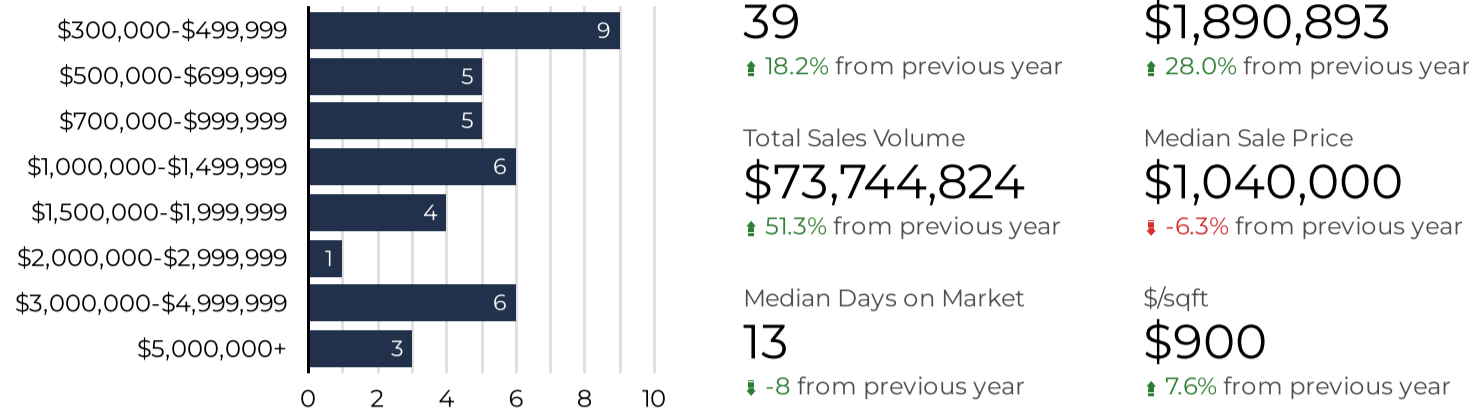 $300,000-$499,999
9
$500,000-$699,999
5
$700,000-$999,999
5
$1,000,000-$1,499,999
6
$1,500,000-$1,999,999
4
$2,000,000-$2,999,999
1
$3,000,000-$4,999,999
6
$5,000,000+
3
0 2 4 6 8 10
39
18.2% from previous year
$1,890,893
28.0% from previous year
Total Sales Volume
$73,744,824
51.3% from previous year
Median Sale Price
$1,040,000
-6.3% from previous year
Median Days on Market
13
-8 from previous year
$/sqft
$900
7.6% from previous year